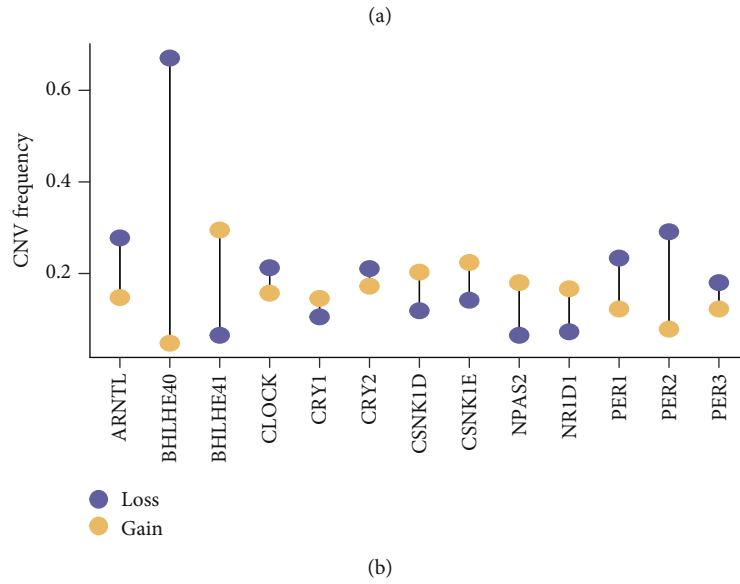 (a)
CNV frequency
0.6
0.4
0.2
ARNTL
BHLHE40
BHLHE41
CLOCK
CRY1
CRY2
CSNK1D
CSNK1E
NPAS2
NR1D1
PER1
PER2
PER3
Loss
Gain
(b)